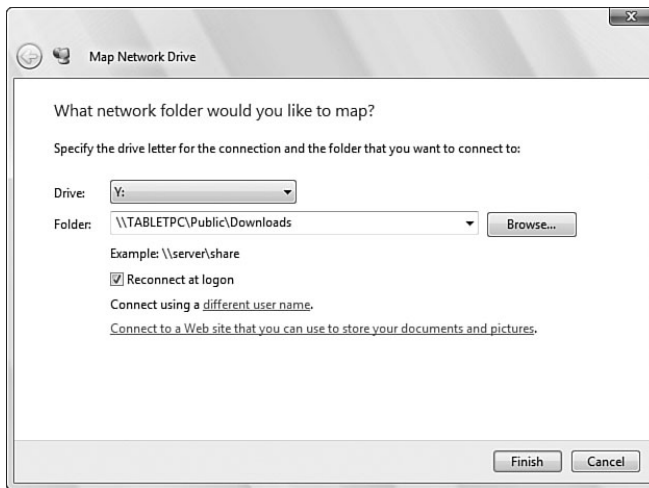 Map Network Drive
What network folder would you like to map?
Specify the drive letter for the connection and the folder that you want to connect to:
Drive: Y:
Folder: \\TABLETPC\Public\Downloads Browse...
Example: \\server\share
Reconnect at logon
Connect using a different user name.
Connect to a Web site that you can use to store your documents and pictures.
Finish Cancel